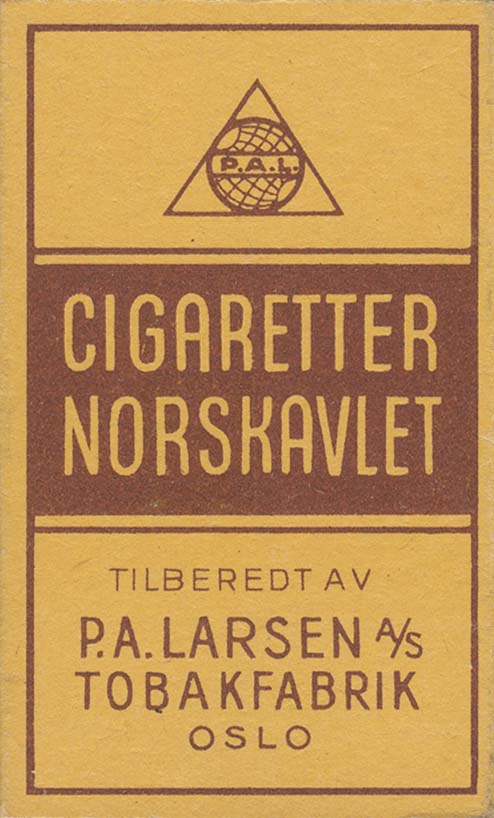 P.A.L.
CIGARETTER
NORSKAVLET
TILBEREDT AV
P.A. LARSEN A/S
TOBAKFABRIK
OSLO